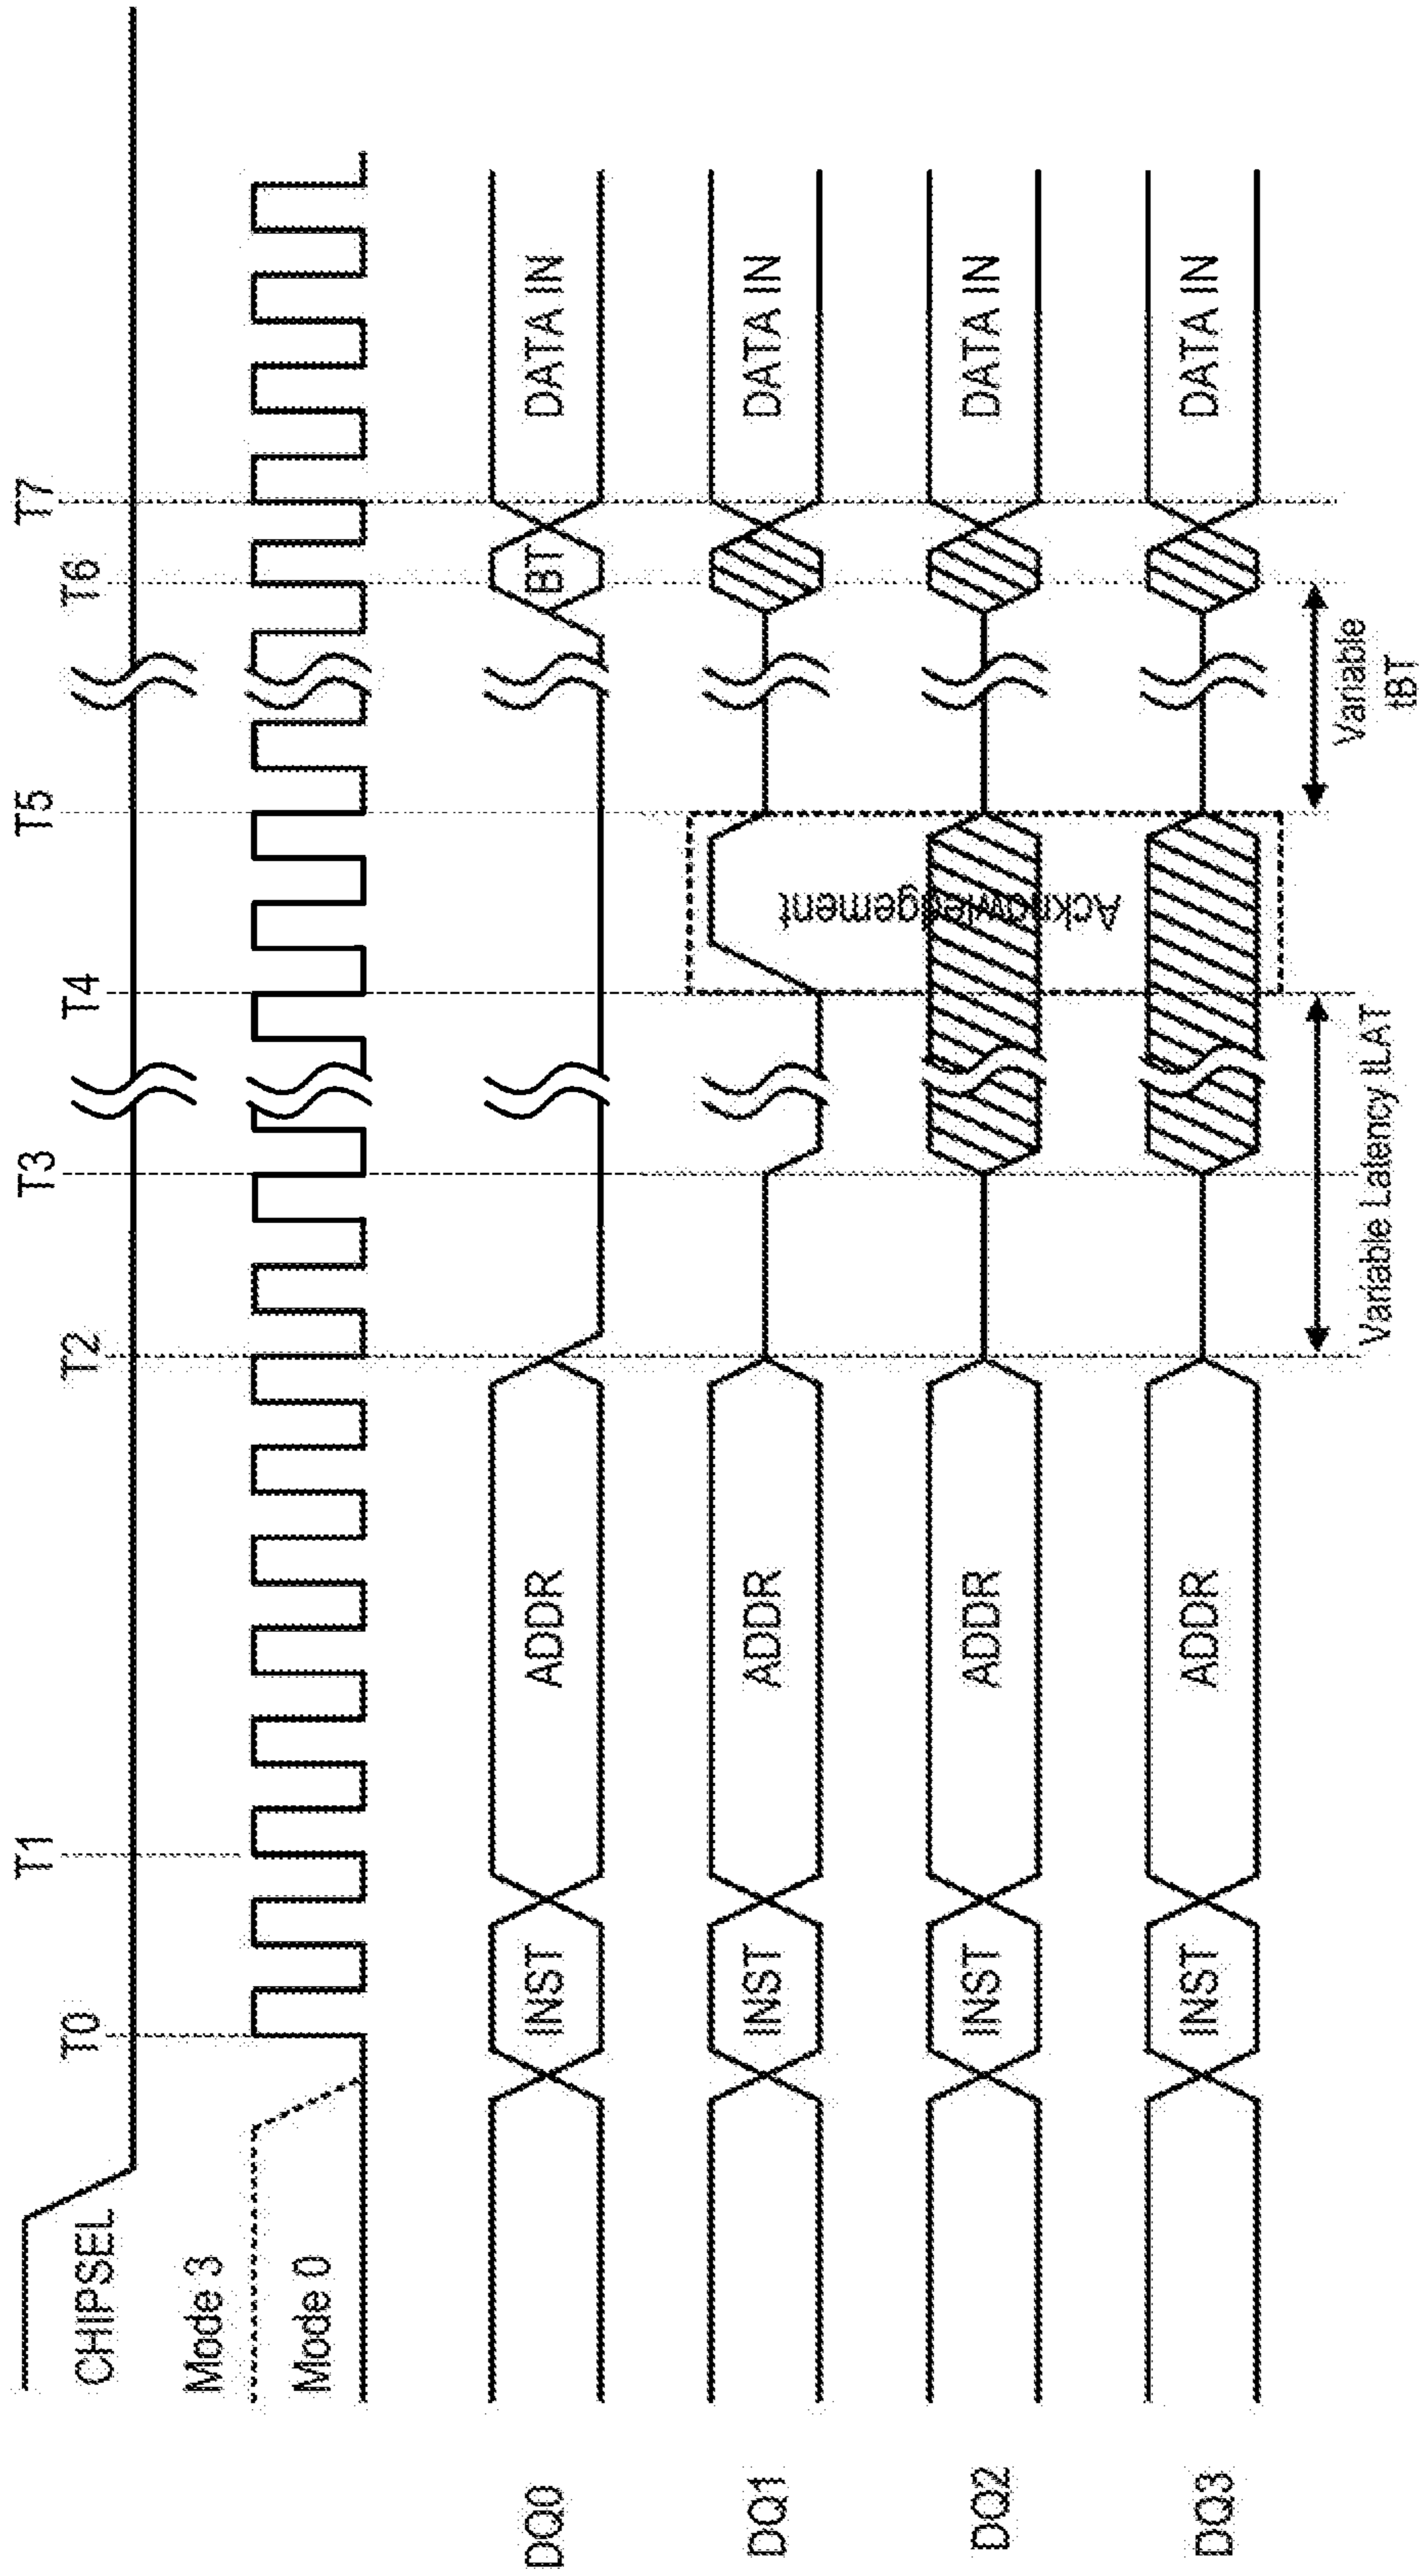 T0 T1 T2 T3 T4 T5 T6 T7
CHIPSEL
Mode 3
Mode 0
DQ0 INST ADDR BT DATA IN
DQ1 INST ADDR DATA IN
Acknowledgement
DQ2 INST ADDR DATA IN
DQ3 INST ADDR DATA IN
Variable Latency tLAT
Variable
tBT